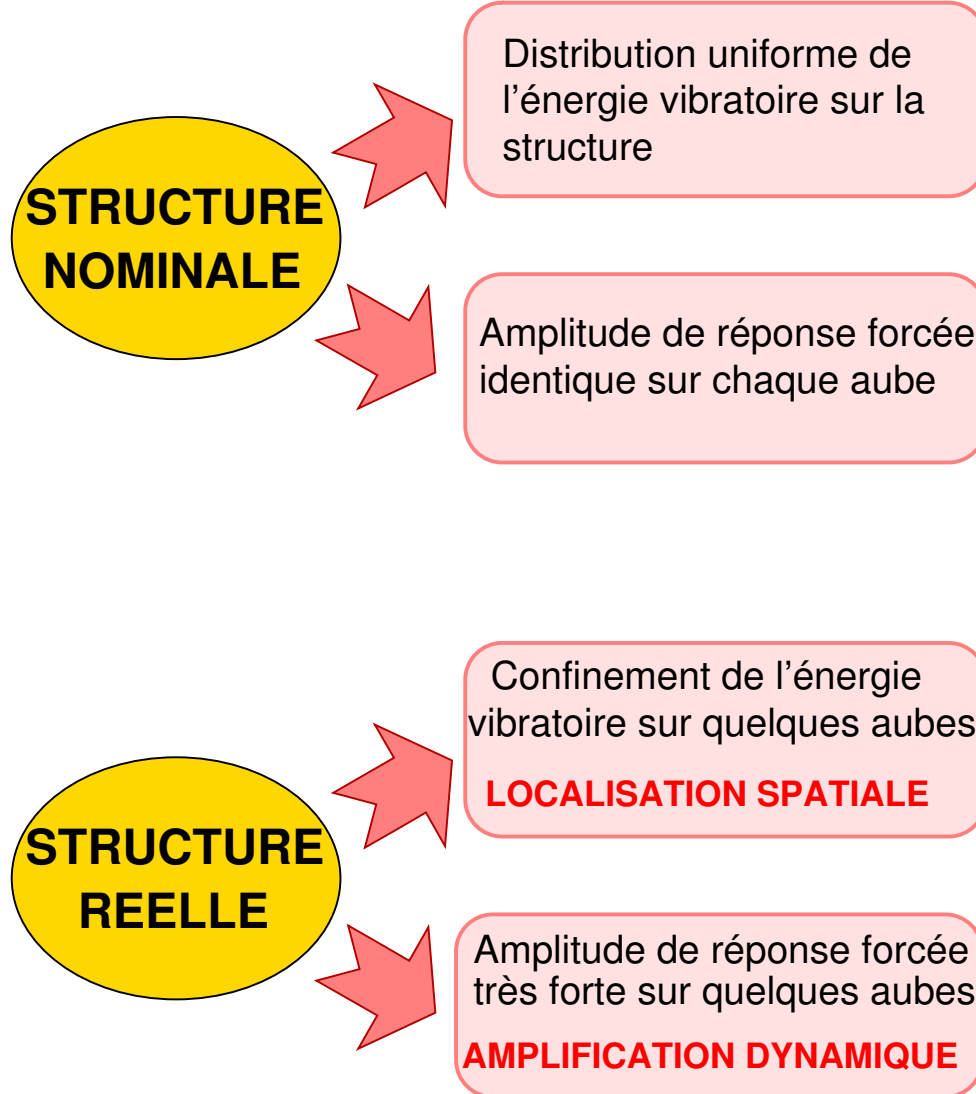 STRUCTURE
NOMINALE
Distribution uniforme de
l’énergie vibratoire sur la
structure
Amplitude de réponse forcée
identique sur chaque aube
STRUCTURE
REELLE
Confinement de l’énergie
vibratoire sur quelques aubes
LOCALISATION SPATIALE
Amplitude de réponse forcée
très forte sur quelques aubes
AMPLIFICATION DYNAMIQUE